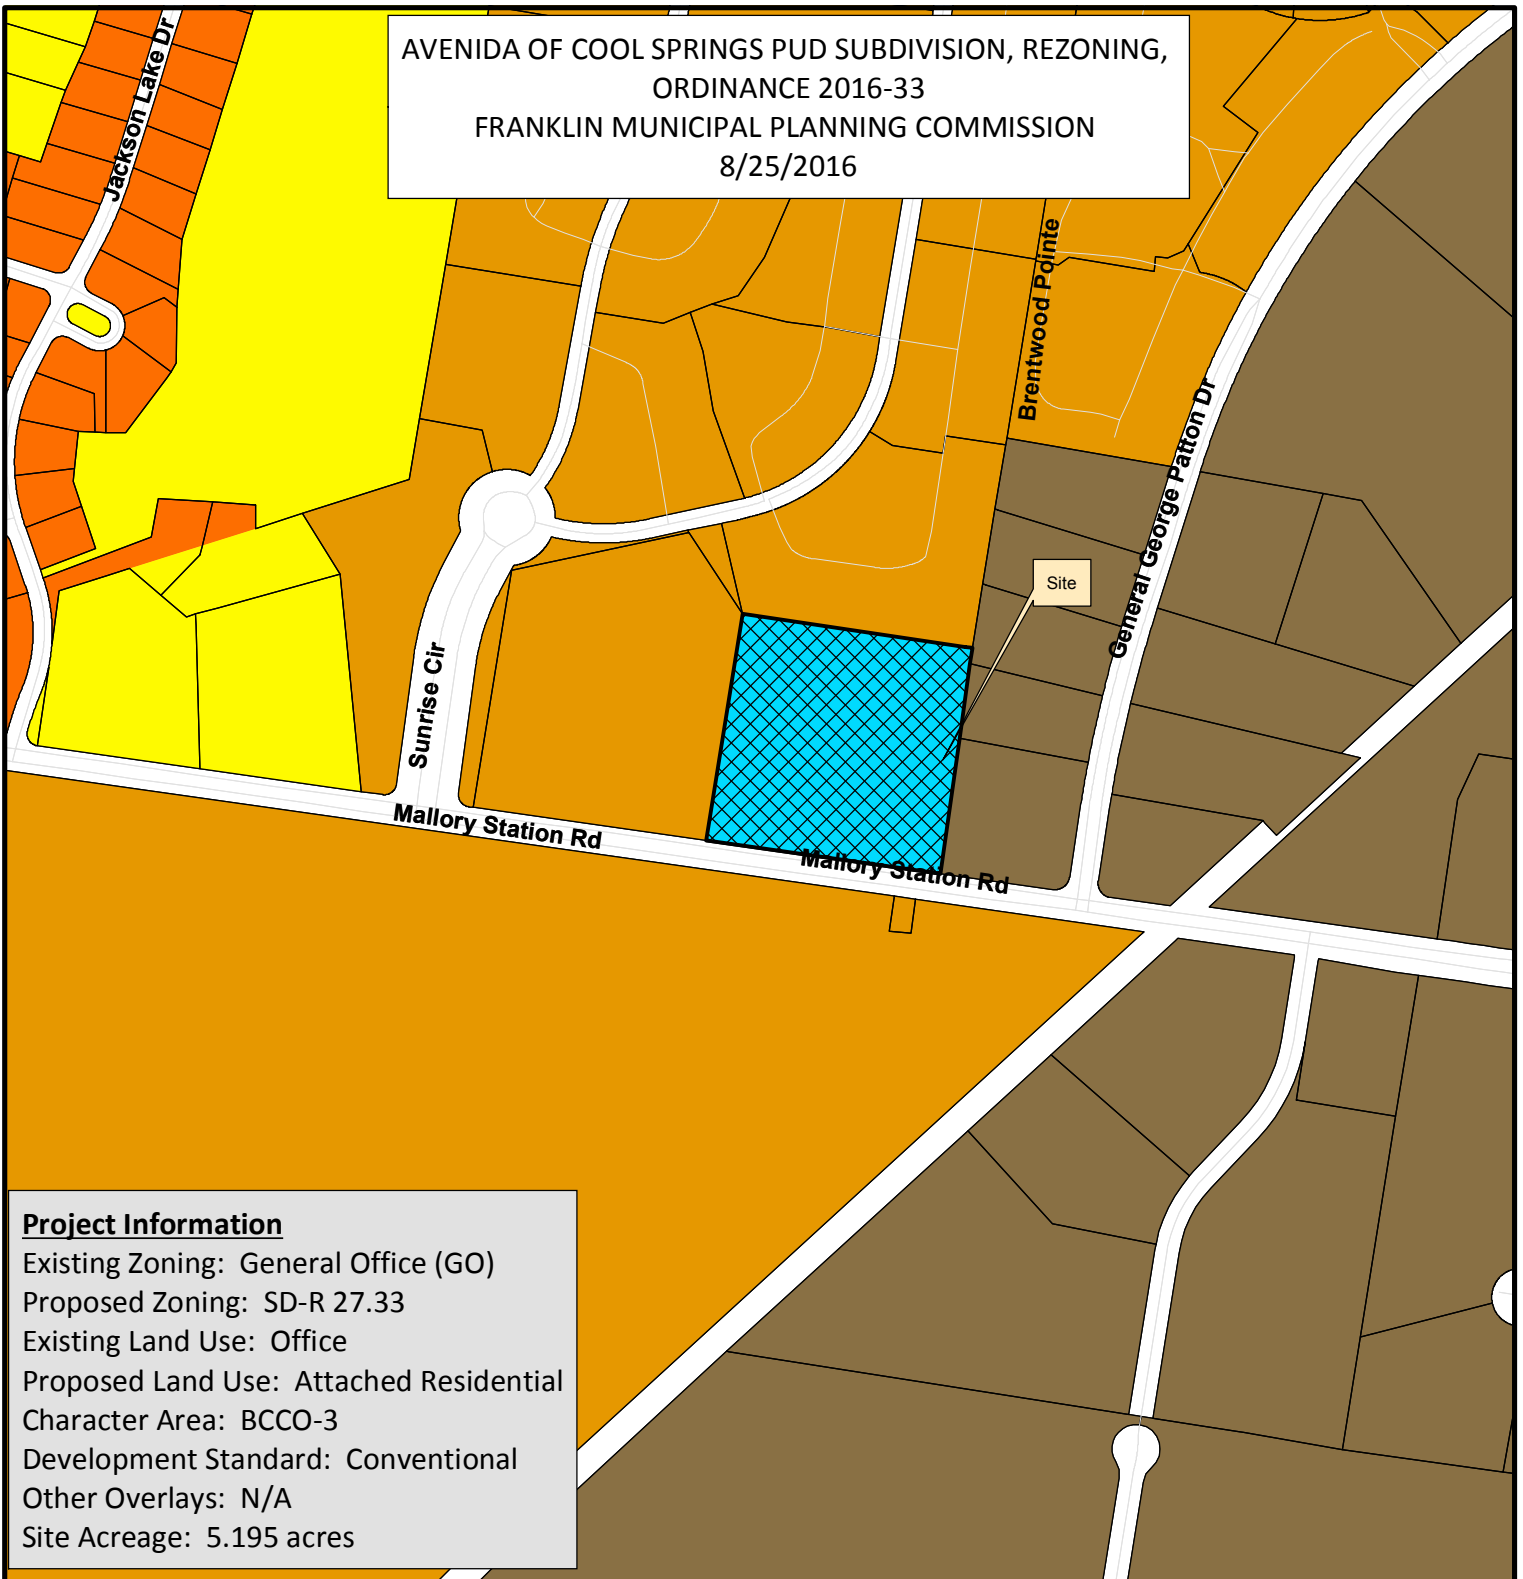 AVENIDA OF COOL SPRINGS PUD SUBDIVISION, REZONING,
ORDINANCE 2016-33
FRANKLIN MUNICIPAL PLANNING COMMISSION
8/25/2016
Jackson Lake Dr
Brentwood Pointe
General George Patton Dr
Site
Sunrise Cir
Mallory Station Rd
Mallory Station Rd
Project Information
Existing Zoning: General Office (GO)
Proposed Zoning: SD-R 27.33
Existing Land Use: Office
Proposed Land Use: Attached Residential
Character Area: BCCO-3
Development Standard: Conventional
Other Overlays: N/A
Site Acreage: 5.195 acres